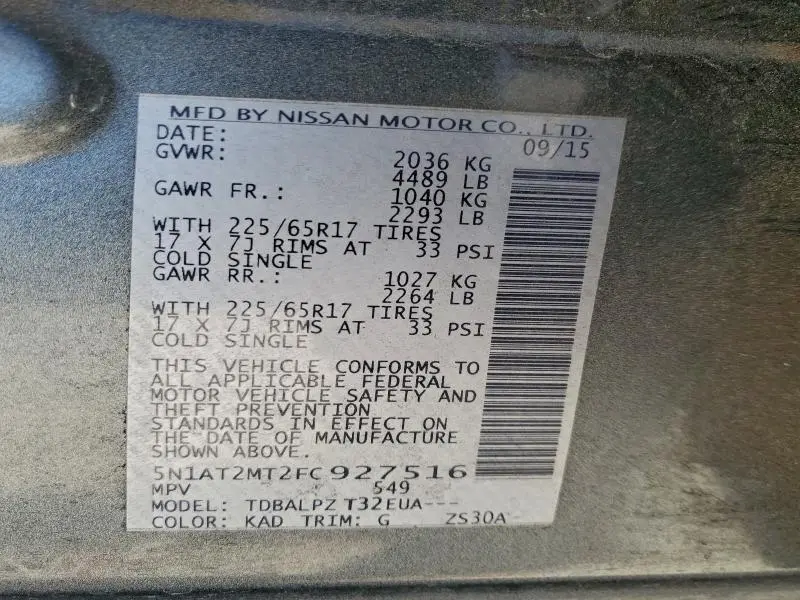 MFD BY NISSAN MOTOR CO., LTD.
DATE: 09/15
GVWR: 2036 KG
4489 LB
GAWR FR.: 1040 KG
2293 LB
WITH 225/65R17 TIRES
17 X 7J RIMS AT 33 PSI
COLD SINGLE
GAWR RR.: 1027 KG
2264 LB
WITH 225/65R17 TIRES
17 X 7J RIMS AT 33 PSI
COLD SINGLE
THIS VEHICLE CONFORMS TO
ALL APPLICABLE FEDERAL
MOTOR VEHICLE SAFETY AND
THEFT PREVENTION
STANDARDS IN EFFECT ON
THE DATE OF MANUFACTURE
SHOWN ABOVE.
5N1AT2MT2FC927516
MPV 549
MODEL: TDBALPZ T32EUA---
COLOR: KAD TRIM: G ZS30A